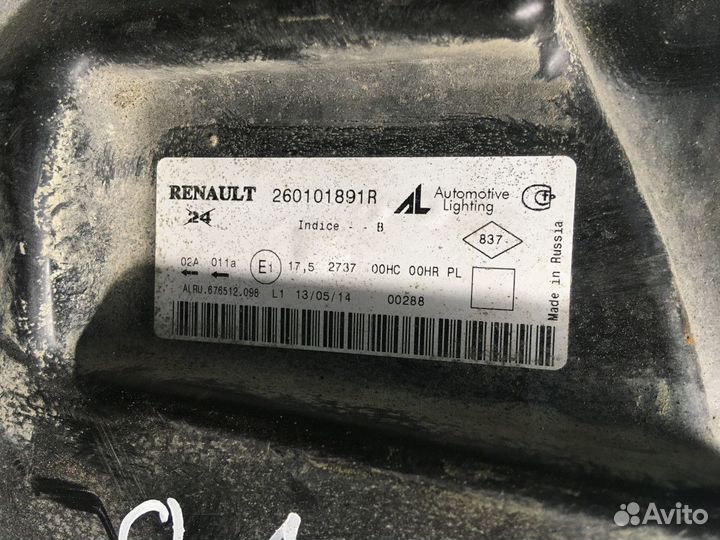 RENAULT 260101891R AL Automotive Lighting
24 Indice - - B
837
02A 011a E1 17,5 2737 00HC 00HR PL
ALRU.676512.098 L1 13/05/14 00288
Made in Russia
Avito